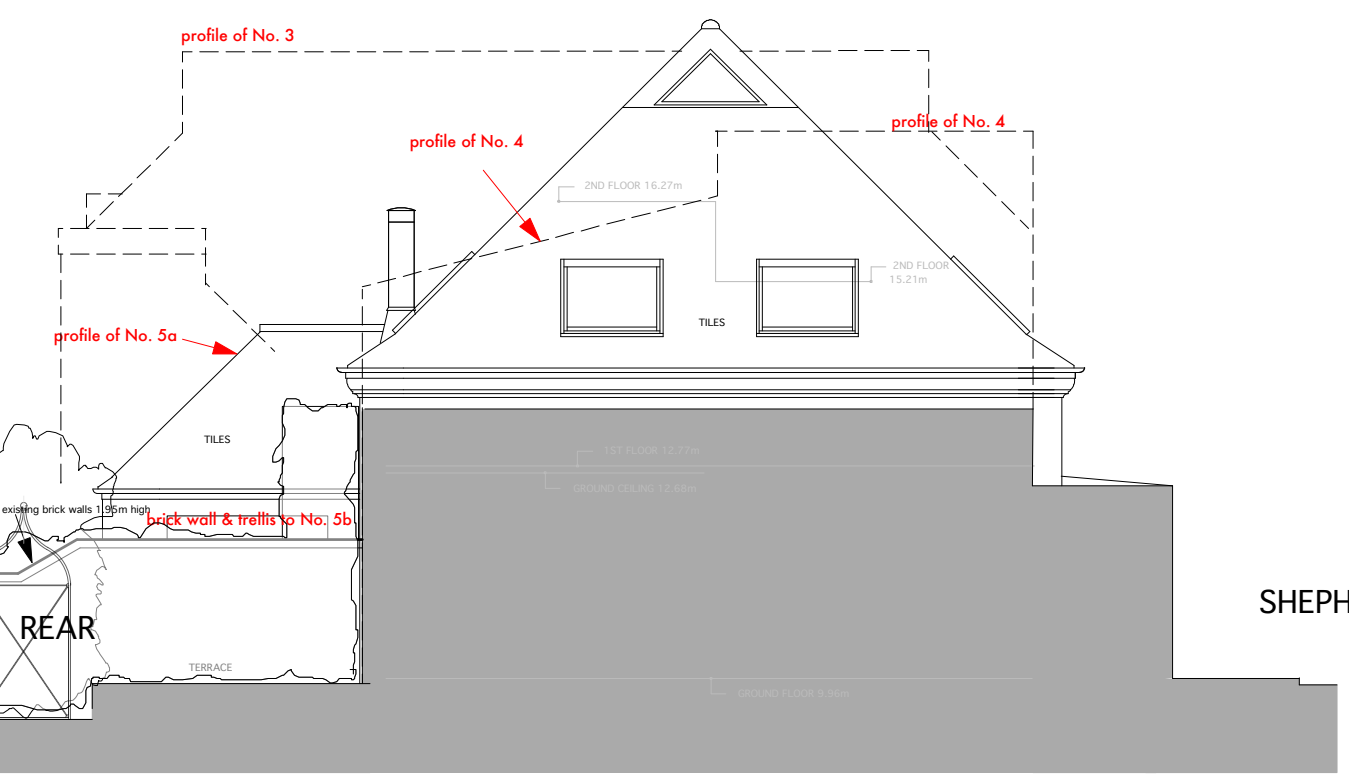 profile of No. 3
profile of No. 4
profile of No. 4
2ND FLOOR 16.27m
2ND FLOOR
15.21m
TILES
profile of No. 5a
TILES
1ST FLOOR 12.77m
GROUND CEILING 12.68m
existing brick walls 1.95m high
brick wall & trellis to No. 5b
SHEPH
REAR
TERRACE
GROUND FLOOR 9.96m